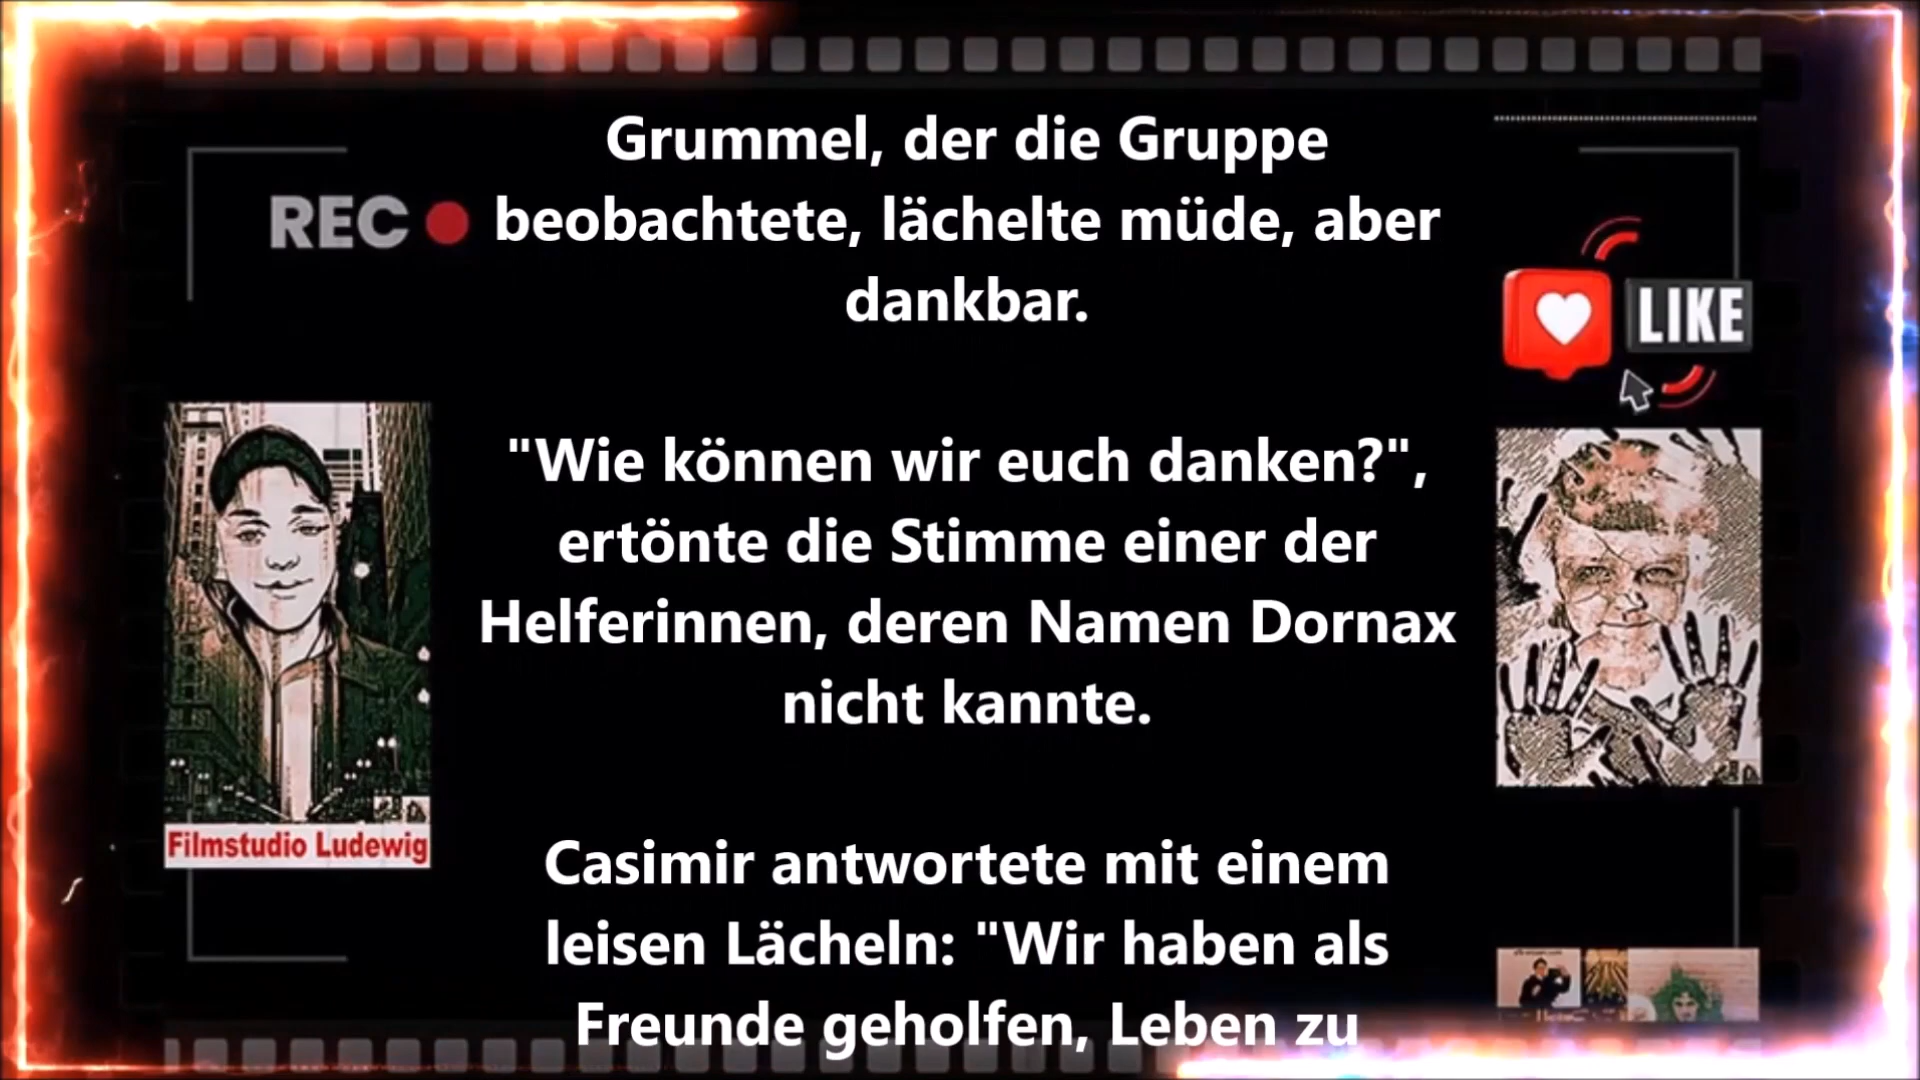 Grummel, der die Gruppe
REC
beobachtete, lächelte müde, aber
dankbar.
LIKE
"Wie können wir euch danken?",
ertönte die Stimme einer der
Helferinnen, deren Namen Dornax
nicht kannte.
Filmstudio Ludewig
Casimir antwortete mit einem
leisen Lächeln: "Wir haben als
Freunde geholfen, Leben zu